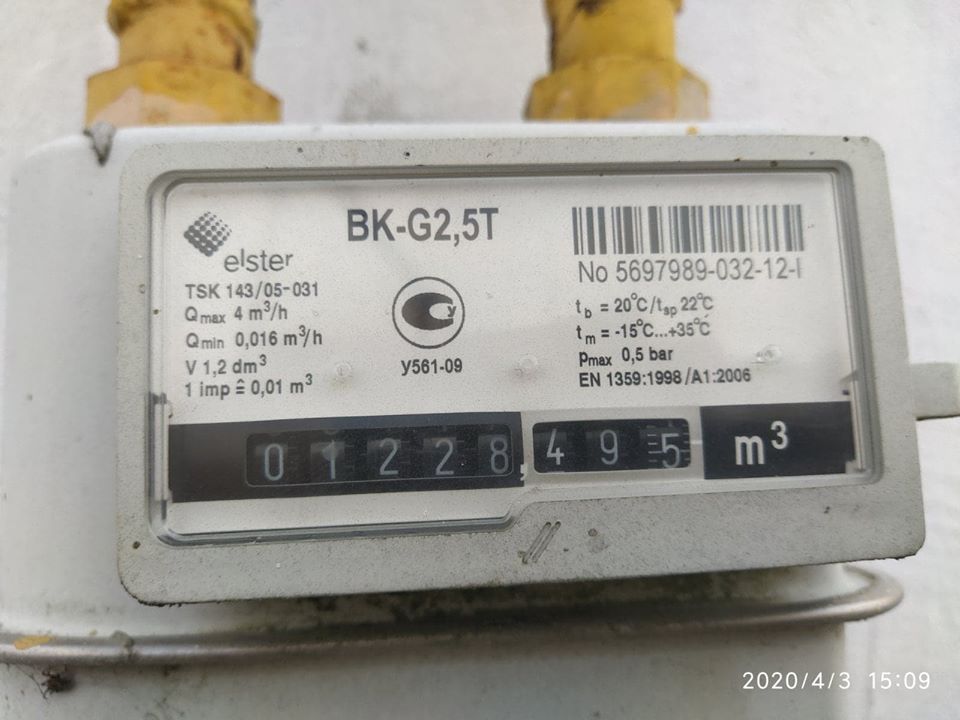 elster
BK-G2,5T
No 5697989-032-12-I
TSK 143/05-031
Qmax 4 m³/h
Qmin 0,016 m³/h
V 1,2 dm³
1 imp ≙ 0,01 m³
У
У561-09
tb = 20°C/tsp 22°C
tm = -15°C...+35°C
pmax 0,5 bar
EN 1359:1998/A1:2006
01228,495 m³
2020/4/3 15:09